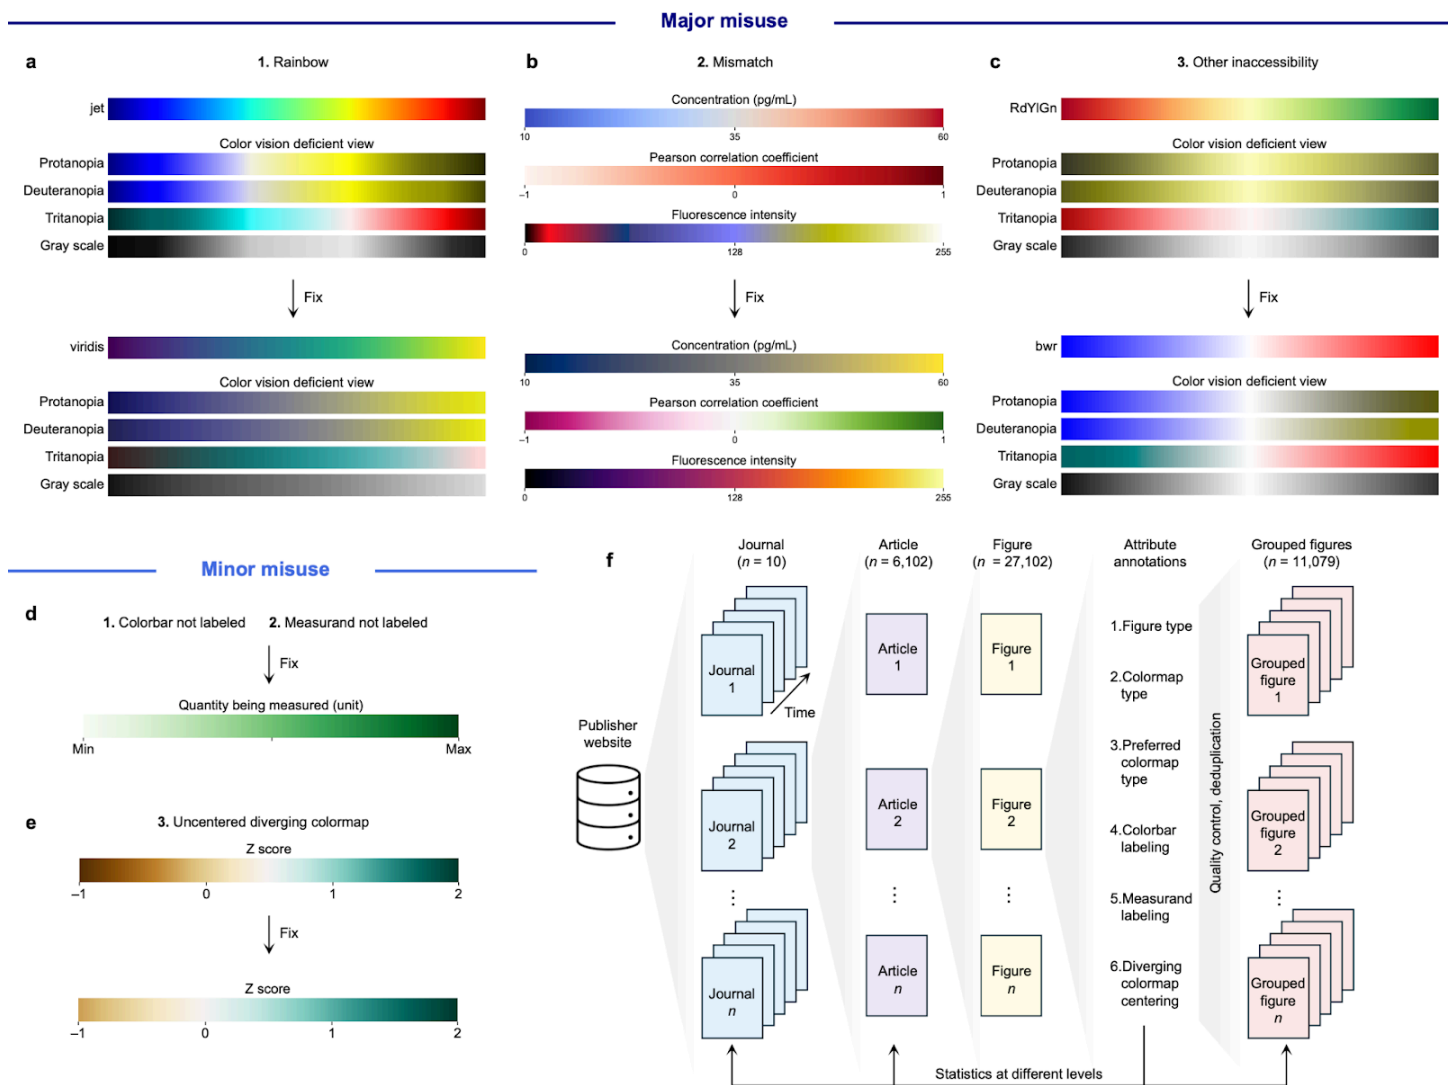 Major misuse
a
1. Rainbow
jet
Color vision deficient view
Protanopia
Deuteranopia
Tritanopia
Gray scale
Fix
viridis
Color vision deficient view
Protanopia
Deuteranopia
Tritanopia
Gray scale
b
2. Mismatch
Concentration (pg/mL)
10 35 60
Pearson correlation coefficient
−1 0 1
Fluorescence intensity
0 128 255
Fix
Concentration (pg/mL)
10 35 60
Pearson correlation coefficient
−1 0 1
Fluorescence intensity
0 128 255
c
3. Other inaccessibility
RdYlGn
Color vision deficient view
Protanopia
Deuteranopia
Tritanopia
Gray scale
Fix
bwr
Color vision deficient view
Protanopia
Deuteranopia
Tritanopia
Gray scale
Minor misuse
d
1. Colorbar not labeled 2. Measurand not labeled
Fix
Quantity being measured (unit)
Min Max
e
3. Uncentered diverging colormap
Z score
−1 0 1 2
Fix
Z score
−1 0 1 2
f
Publisher
website
Journal
(n = 10)
Journal
1
Time
Journal
2
⋮
Journal
n
Article
(n = 6,102)
Article
1
Article
2
⋮
Article
n
Figure
(n = 27,102)
Figure
1
Figure
2
⋮
Figure
n
Attribute
annotations
1.Figure type
2.Colormap
type
3.Preferred
colormap
type
4.Colorbar
labeling
5.Measurand
labeling
6.Diverging
colormap
centering
Quality control, deduplication
Grouped figures
(n = 11,079)
Grouped
figure
1
Grouped
figure
2
⋮
Grouped
figure
n
Statistics at different levels